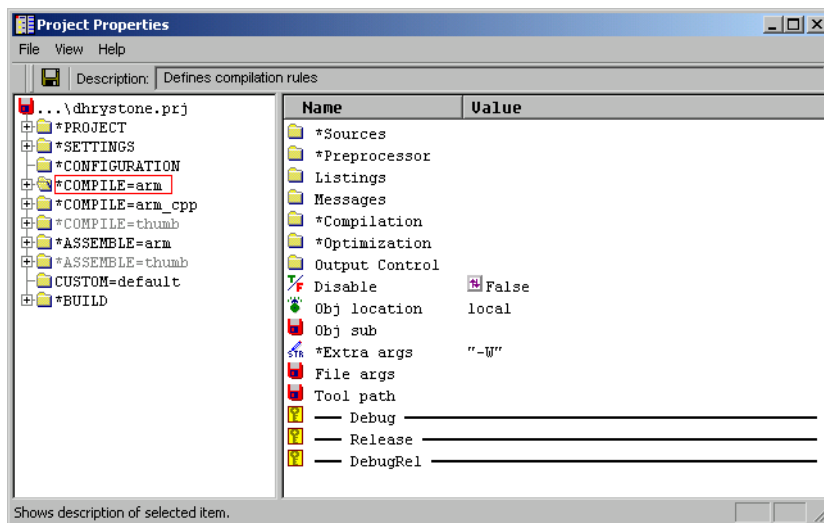 Project Properties
File View Help
Description: Defines compilation rules
...\dhrystone.prj
*PROJECT
*SETTINGS
*CONFIGURATION
*COMPILE=arm
*COMPILE=arm_cpp
*COMPILE=thumb
*ASSEMBLE=arm
*ASSEMBLE=thumb
CUSTOM=default
*BUILD
Name Value
*Sources
*Preprocessor
Listings
Messages
*Compilation
*Optimization
Output Control
T/F Disable False
Obj location local
Obj sub
STR *Extra args "-W"
File args
Tool path
Debug
Release
DebugRel
Shows description of selected item.